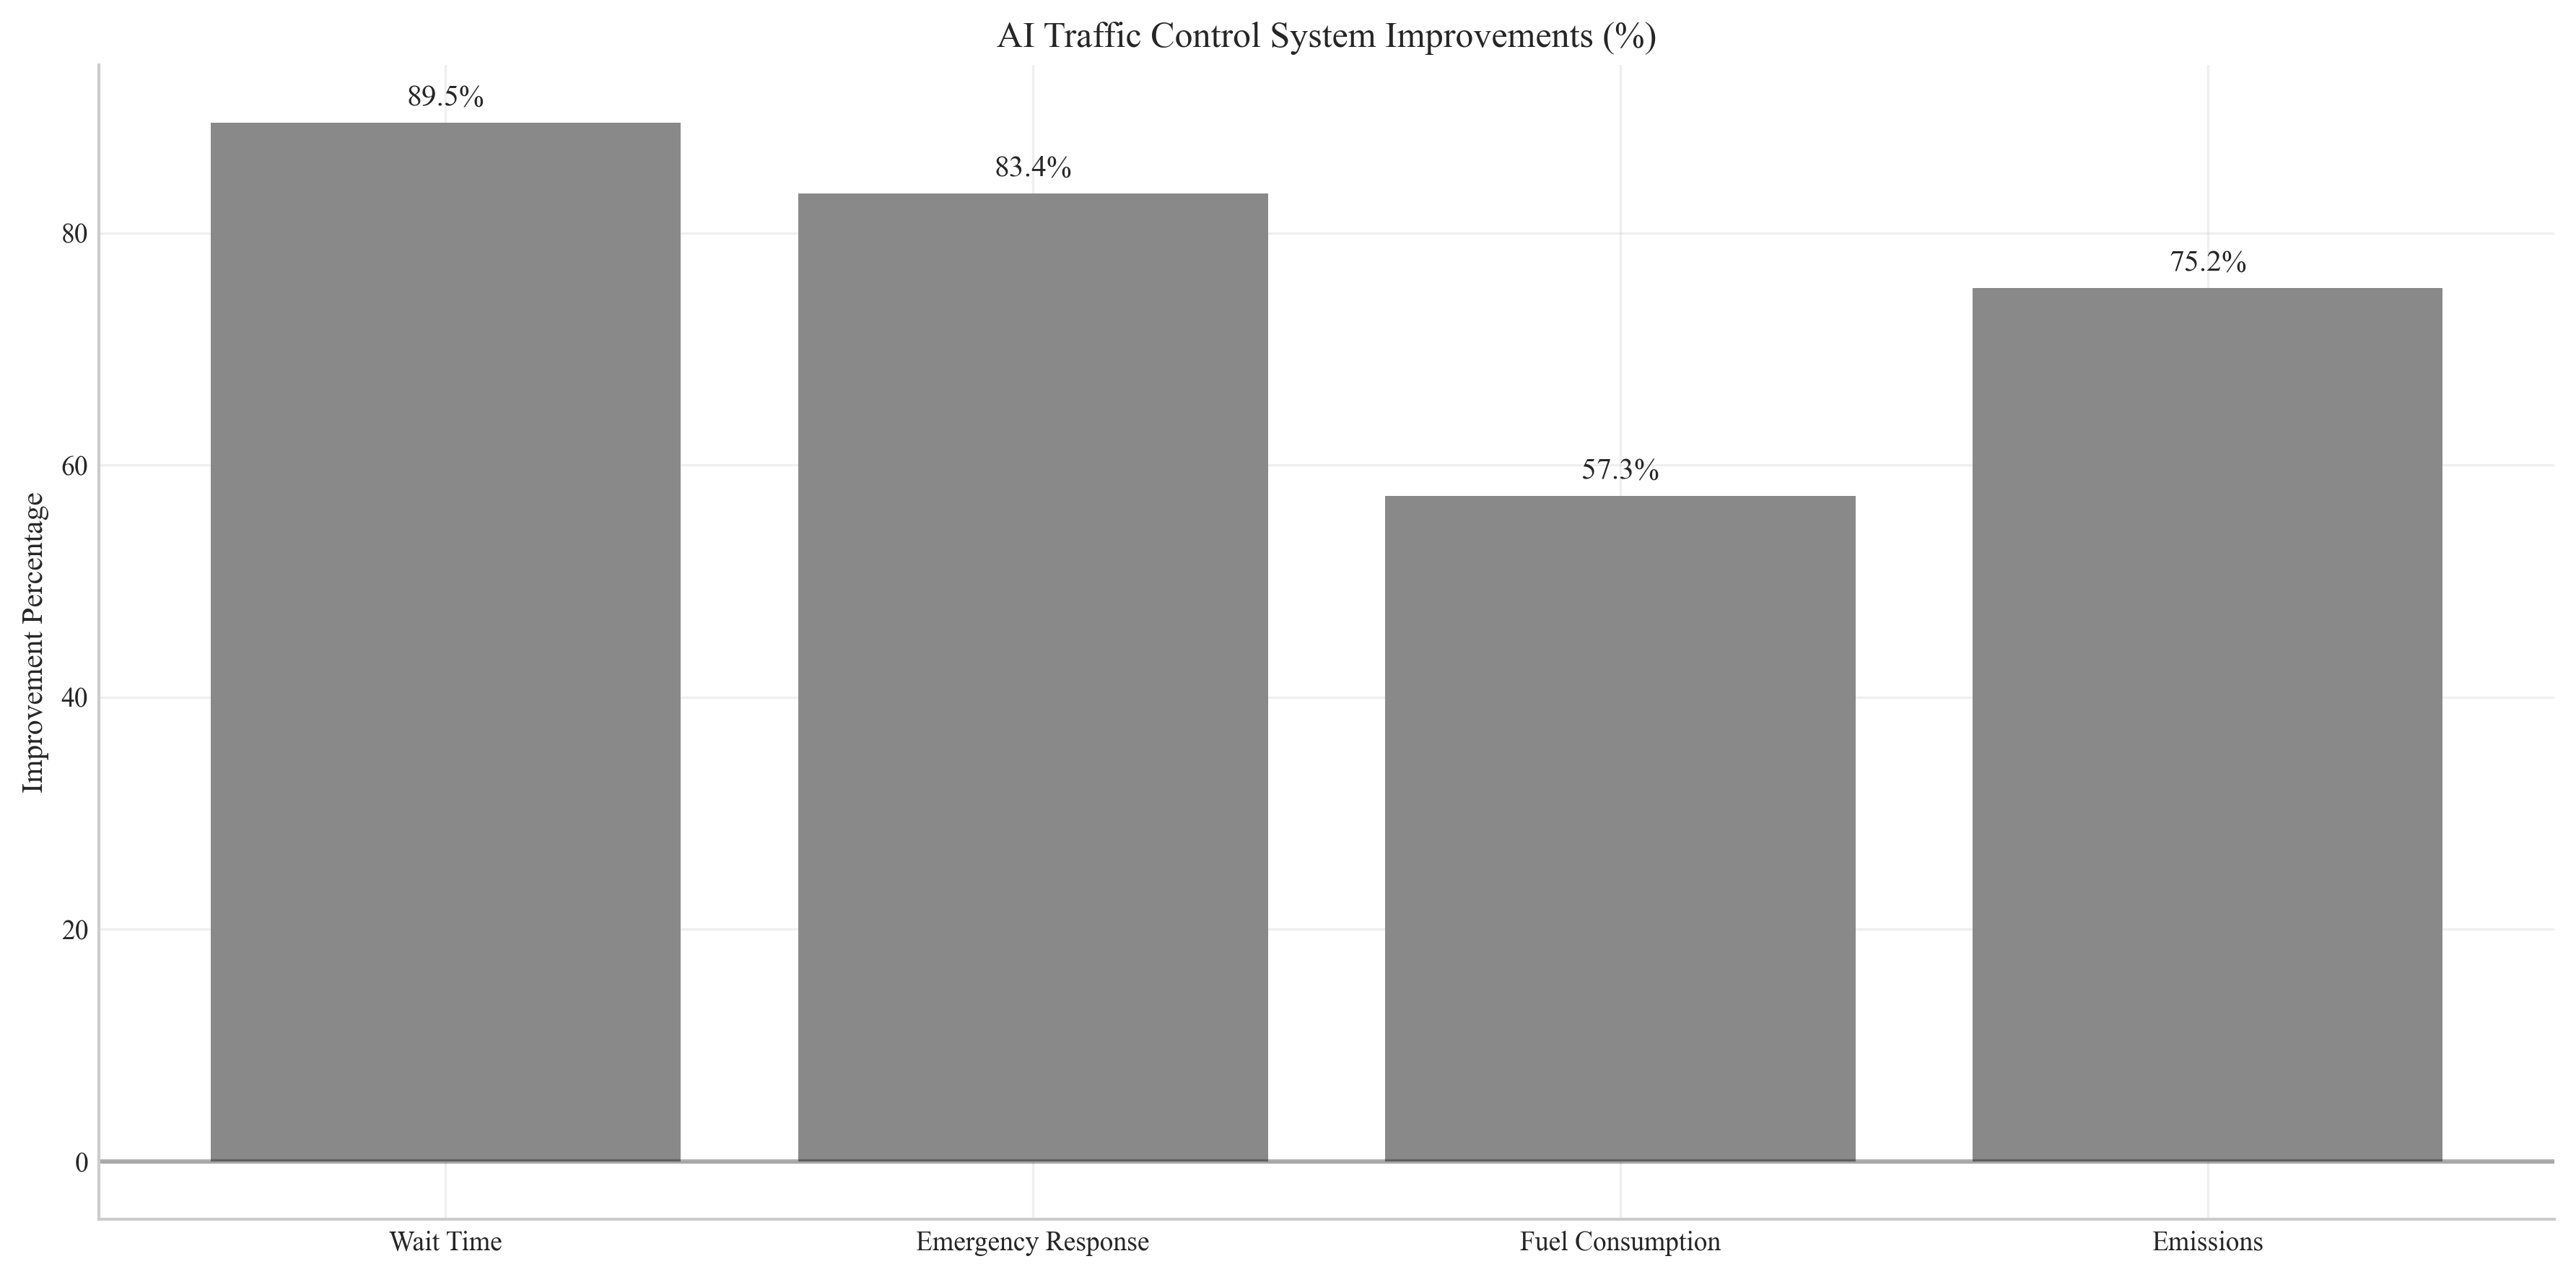 AI Traffic Control System Improvements (%)
89.5%
83.4%
57.3%
75.2%
80
60
40
20
0
Improvement Percentage
Wait Time
Emergency Response
Fuel Consumption
Emissions